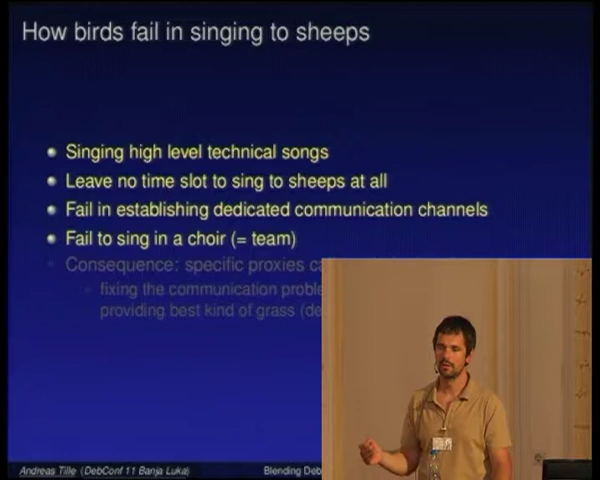 How birds fail in singing to sheeps
Singing high level technical songs
Leave no time slot to sing to sheeps at all
Fail in establishing dedicated communication channels
Fail to sing in a choir (= team)
Consequence: specific proxies
fixing the communication
providing best kind of grass
Andreas Tille (DebConf 11 Banja Luka)
Blending